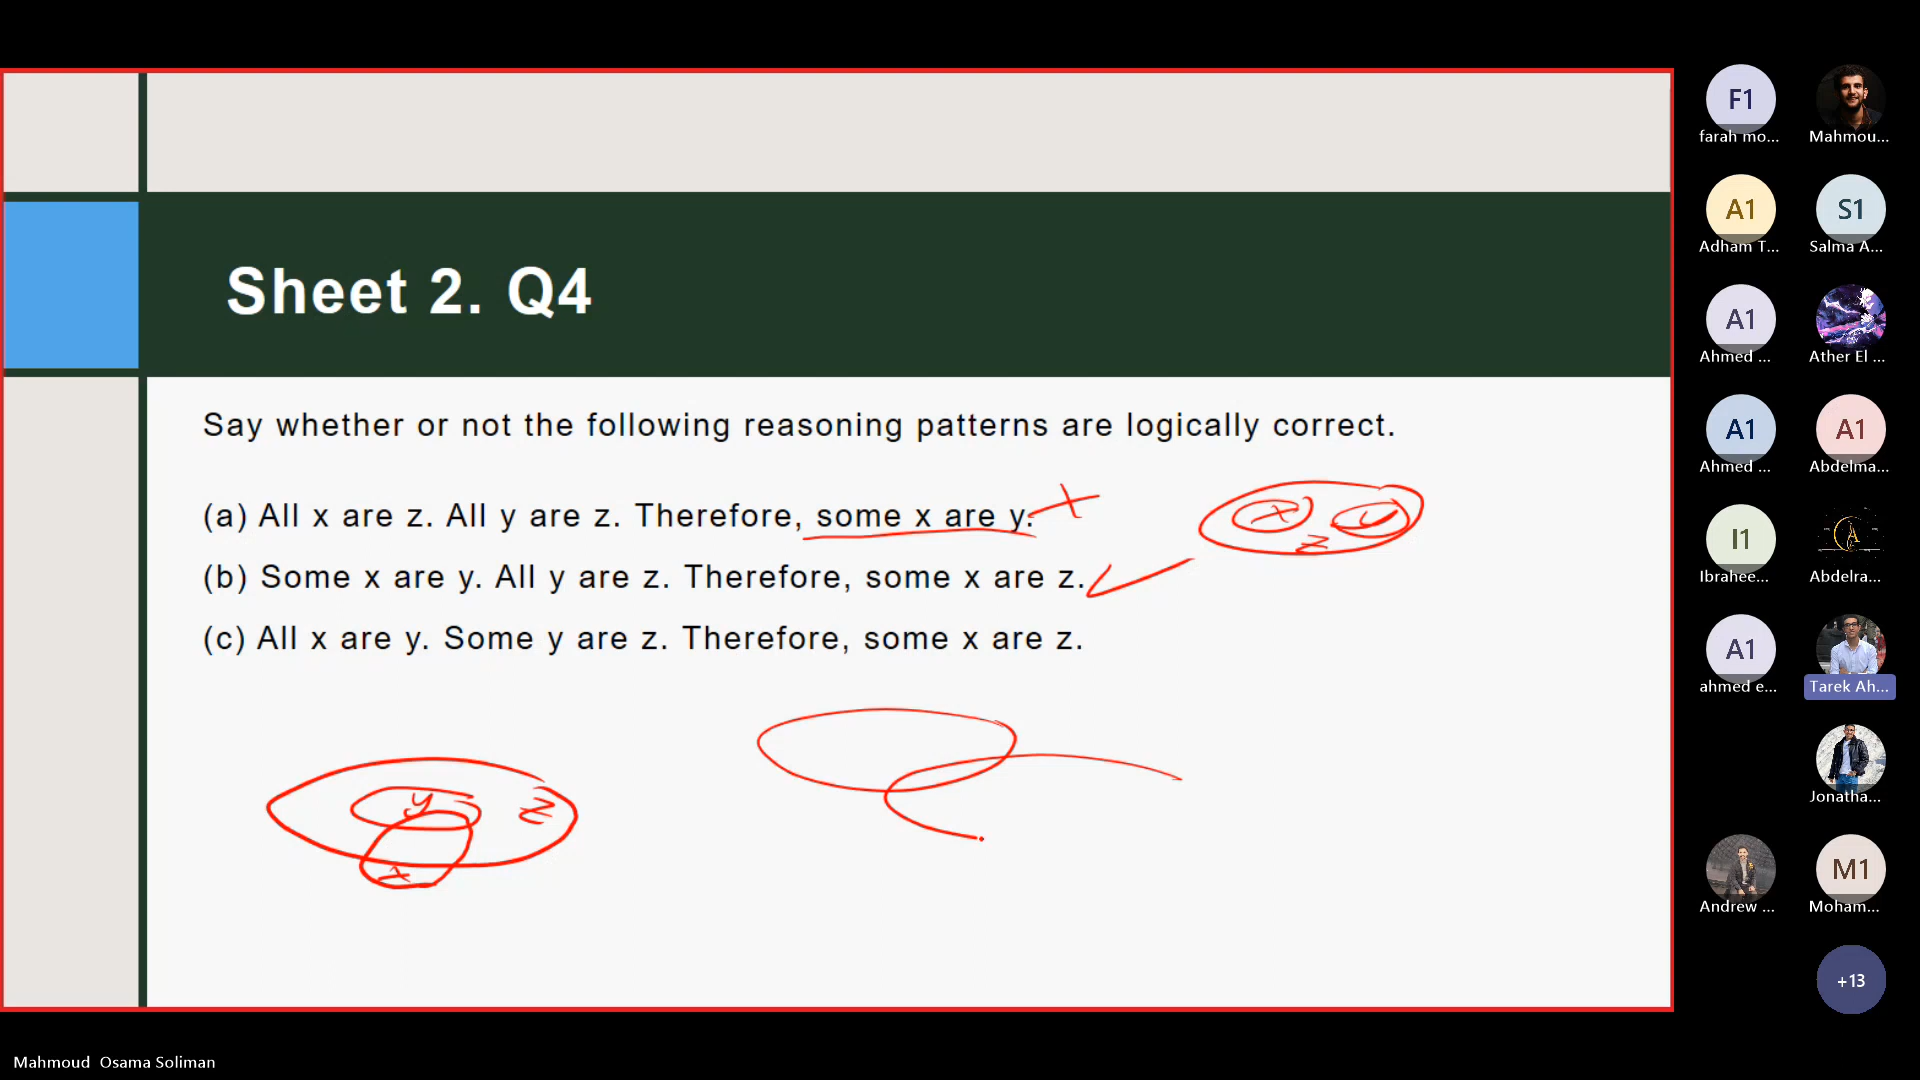 Sheet 2. Q4
Say whether or not the following reasoning patterns are logically correct.
(a) All x are z. All y are z. Therefore, some x are y.
(b) Some x are y. All y are z. Therefore, some x are z.
(c) All x are y. Some y are z. Therefore, some x are z.
x
y
z
y
z
x
F1
farah mo...
Mahmou...
A1
Adham T...
S1
Salma A...
A1
Ahmed ...
Ather El ...
A1
Ahmed ...
A1
Abdelma...
I1
Ibrahee...
A
Abdelra...
A1
ahmed e...
Tarek Ah...
Jonatha...
Andrew ...
M1
Moham...
+13
Mahmoud Osama Soliman